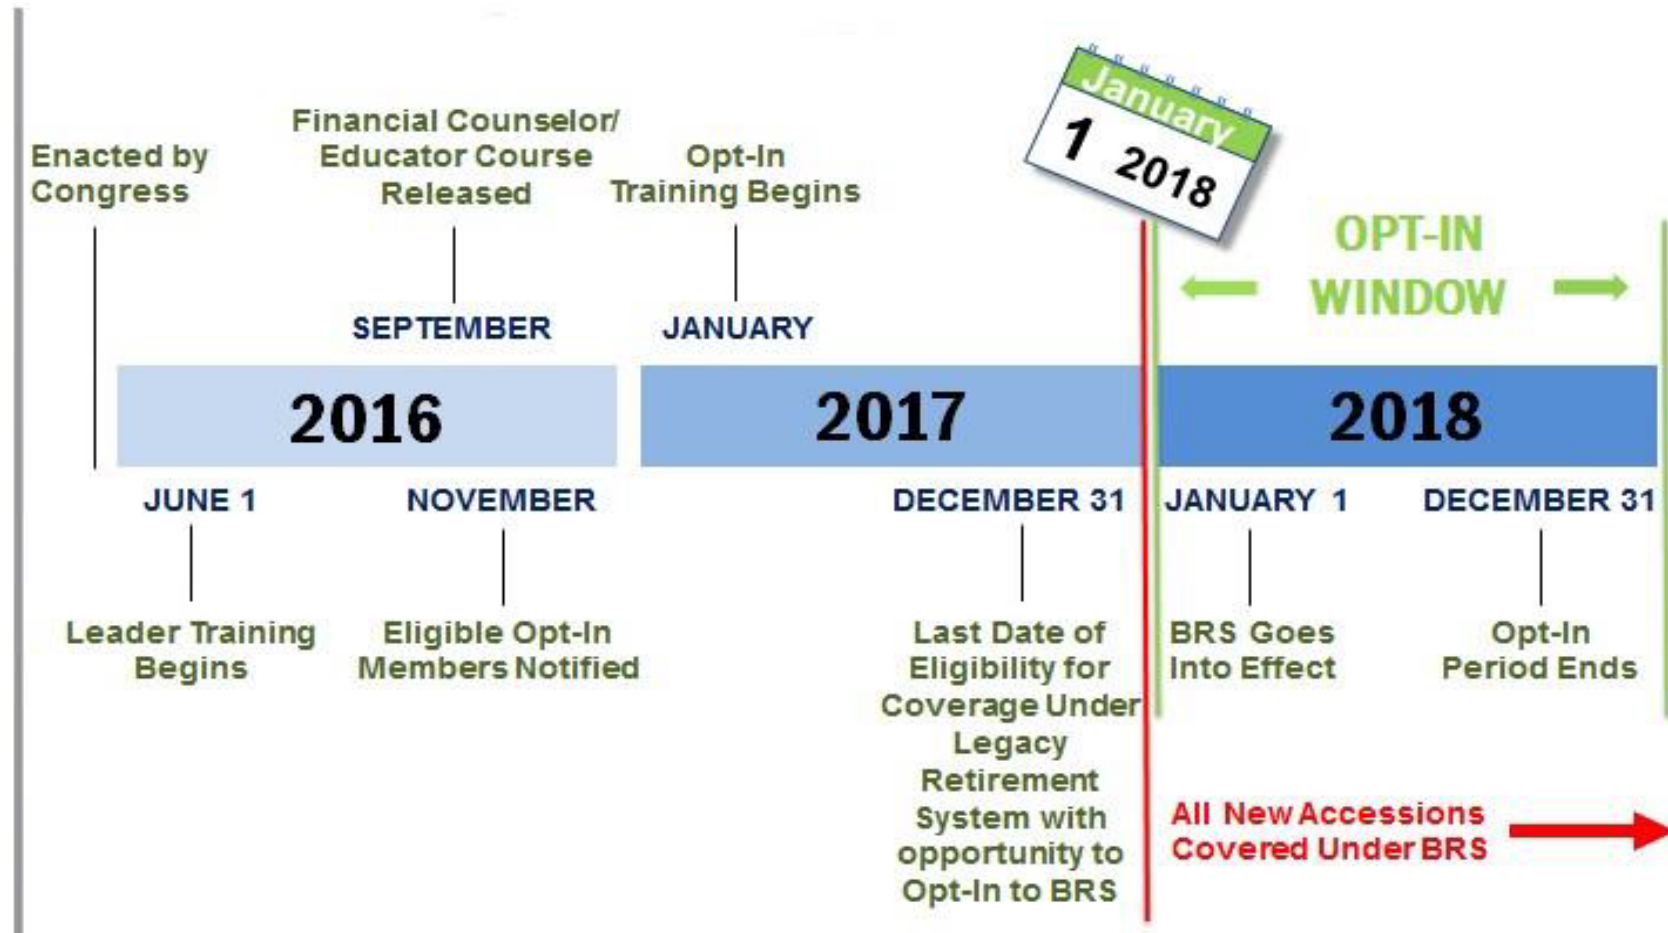 January
1 2018
Enacted by
Congress
Financial Counselor/
Educator Course
Released
Opt-In
Training Begins
OPT-IN
WINDOW
SEPTEMBER
JANUARY
2016
2017
2018
JUNE 1
NOVEMBER
DECEMBER 31
JANUARY 1
DECEMBER 31
Leader Training
Begins
Eligible Opt-In
Members Notified
Last Date of
Eligibility for
Coverage Under
Legacy
Retirement
System with
opportunity to
Opt-In to BRS
BRS Goes
Into Effect
Opt-In
Period Ends
All New Accessions
Covered Under BRS